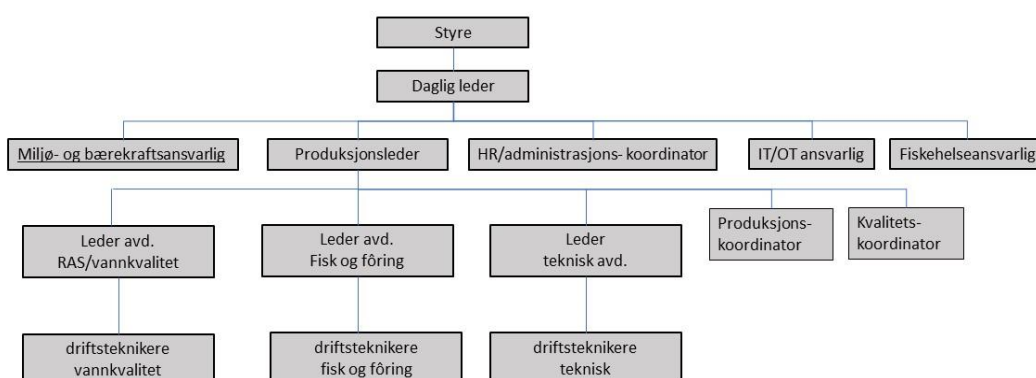 Styre
Daglig leder
Miljø- og bærekraftsansvarlig
Produksjonsleder
HR/administrasjons- koordinator
IT/OT ansvarlig
Fiskehelseansvarlig
Leder avd.
RAS/vannkvalitet
Leder avd.
Fisk og fôring
Leder
teknisk avd.
Produksjons-
koordinator
Kvalitets-
koordinator
driftsteknikere
vannkvalitet
driftsteknikere
fisk og fôring
driftsteknikere
teknisk